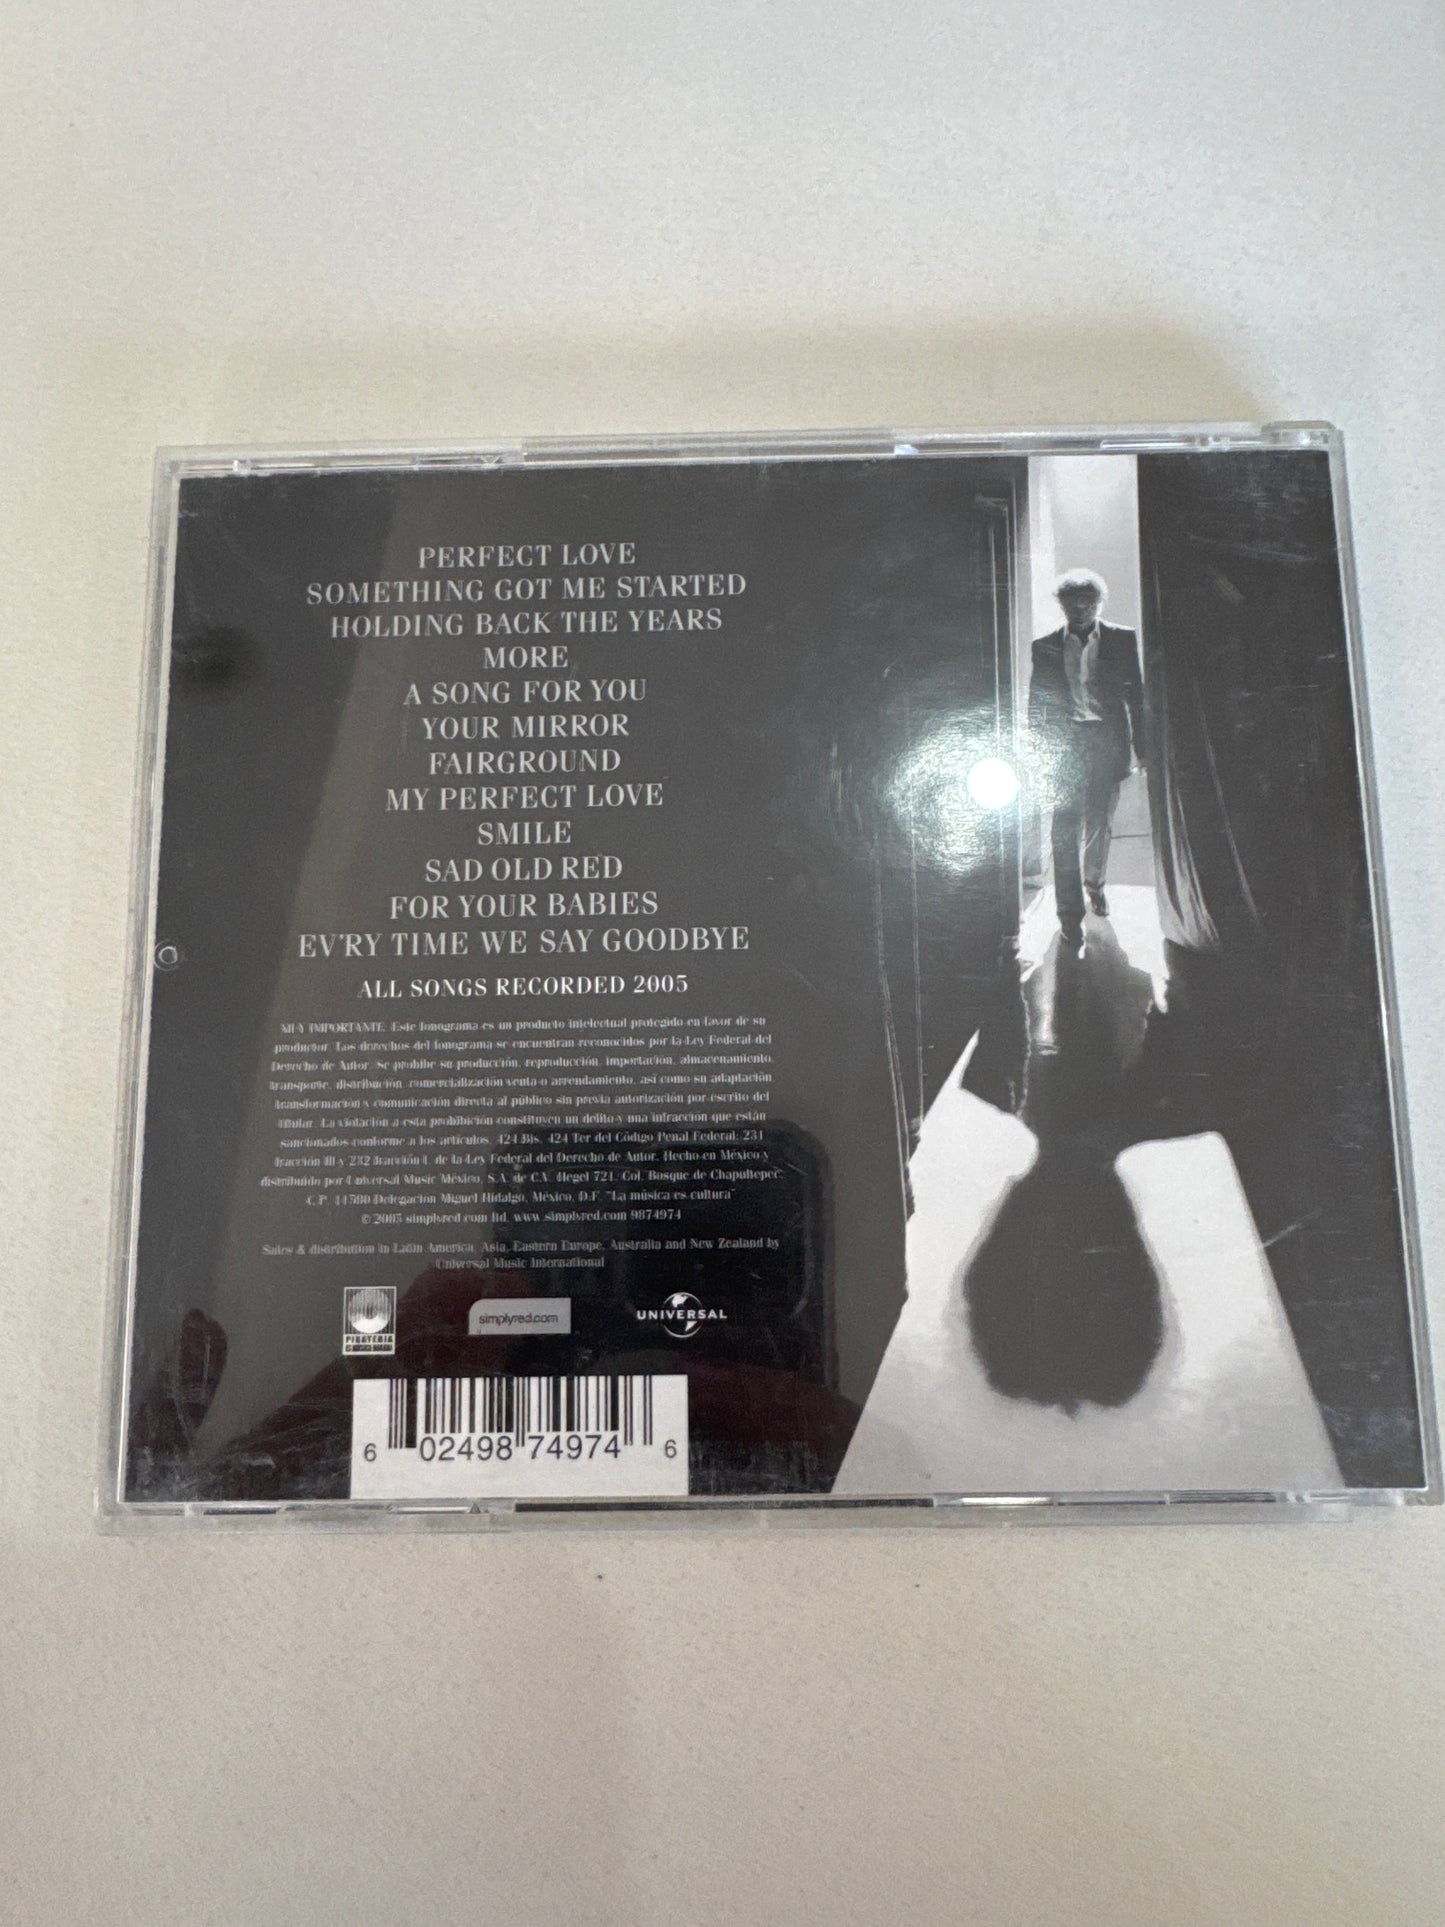 PERFECT LOVE
SOMETHING GOT ME STARTED
HOLDING BACK THE YEARS
MORE
A SONG FOR YOU
YOUR MIRROR
FAIRGROUND
MY PERFECT LOVE
SMILE
SAD OLD RED
FOR YOUR BABIES
EV'RY TIME WE SAY GOODBYE
ALL SONGS RECORDED 2005
MUY IMPORTANTE. Este fonograma es un producto intelectual protegido en favor de su
productor. Los derechos del fonograma se encuentran reconocidos por la Ley Federal del
Derecho de Autor. Se prohíbe su producción, reproducción, importación, almacenamiento,
transporte, distribución, comercialización venta o arrendamiento, así como su adaptación
transformación y comunicación directa al público sin previa autorización por escrito del
titular. La violación a esta prohibición constituyen un delito y una infracción que están
sancionados conforme a los artículos, 424 Bis, 424 Ter del Código Penal Federal; 231
fracción III y 232 fracción I, de la Ley Federal del Derecho de Autor. Hecho en México y
distribuido por Universal Music México, S.A. de C.V. Hegel 721, Col. Bosque de Chapultepec,
C.P. 11580 Delegación Miguel Hidalgo, México, D.F. "La música es cultura"
© 2005 simplyred.com ltd. www.simplyred.com 9874974
Sales & distribution in Latin America, Asia, Eastern Europe, Australia and New Zealand by
Universal Music International
PIRATERIA
simplyred.com
UNIVERSAL
6 02498 74974 6